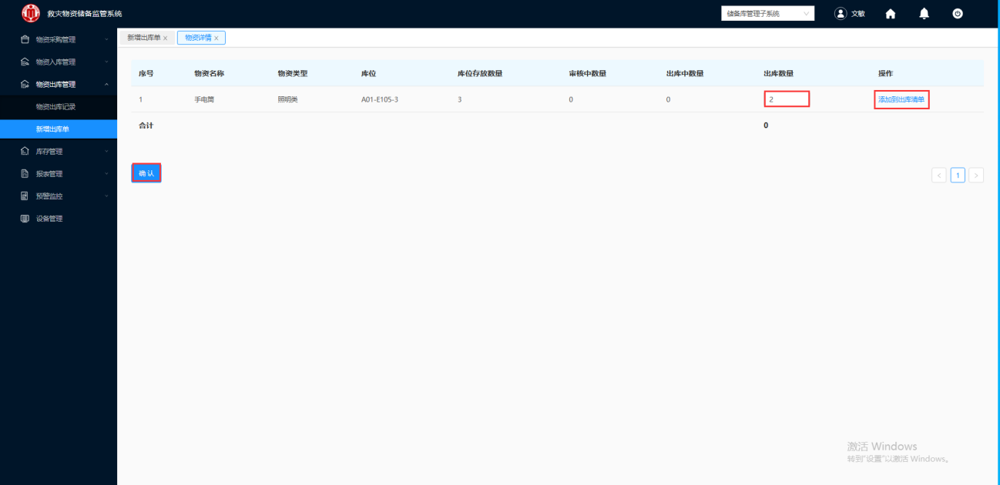 救灾物资储备监管系统
储备库管理子系统
文敏
物资采购管理
物资入库管理
物资出库管理
物资出库记录
新增出库单
库存管理
报表管理
预警监控
设备管理
新增出库单 ×
物资详情 ×
序号 物资名称 物资类型 库位 库位存放数量 审核中数量 出库中数量 出库数量 操作
1 手电筒 照明类 A01-E105-3 3 0 0 2 添加到出库清单
合计 0
确 认
< 1 >
激活 Windows
转到"设置"以激活 Windows。